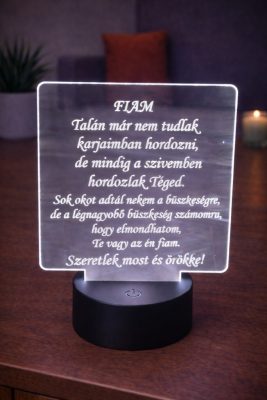 FIAM
Talán már nem tudlak
karjaimban hordozni,
de mindig a szivemben
hordozlak Téged.
Sok okot adtál nekem a büszkeségre,
de a légnagyobb büszkeség számomra,
hogy elmondhatom,
Te vagy az én fiam.
Szeretlek most és örökke!